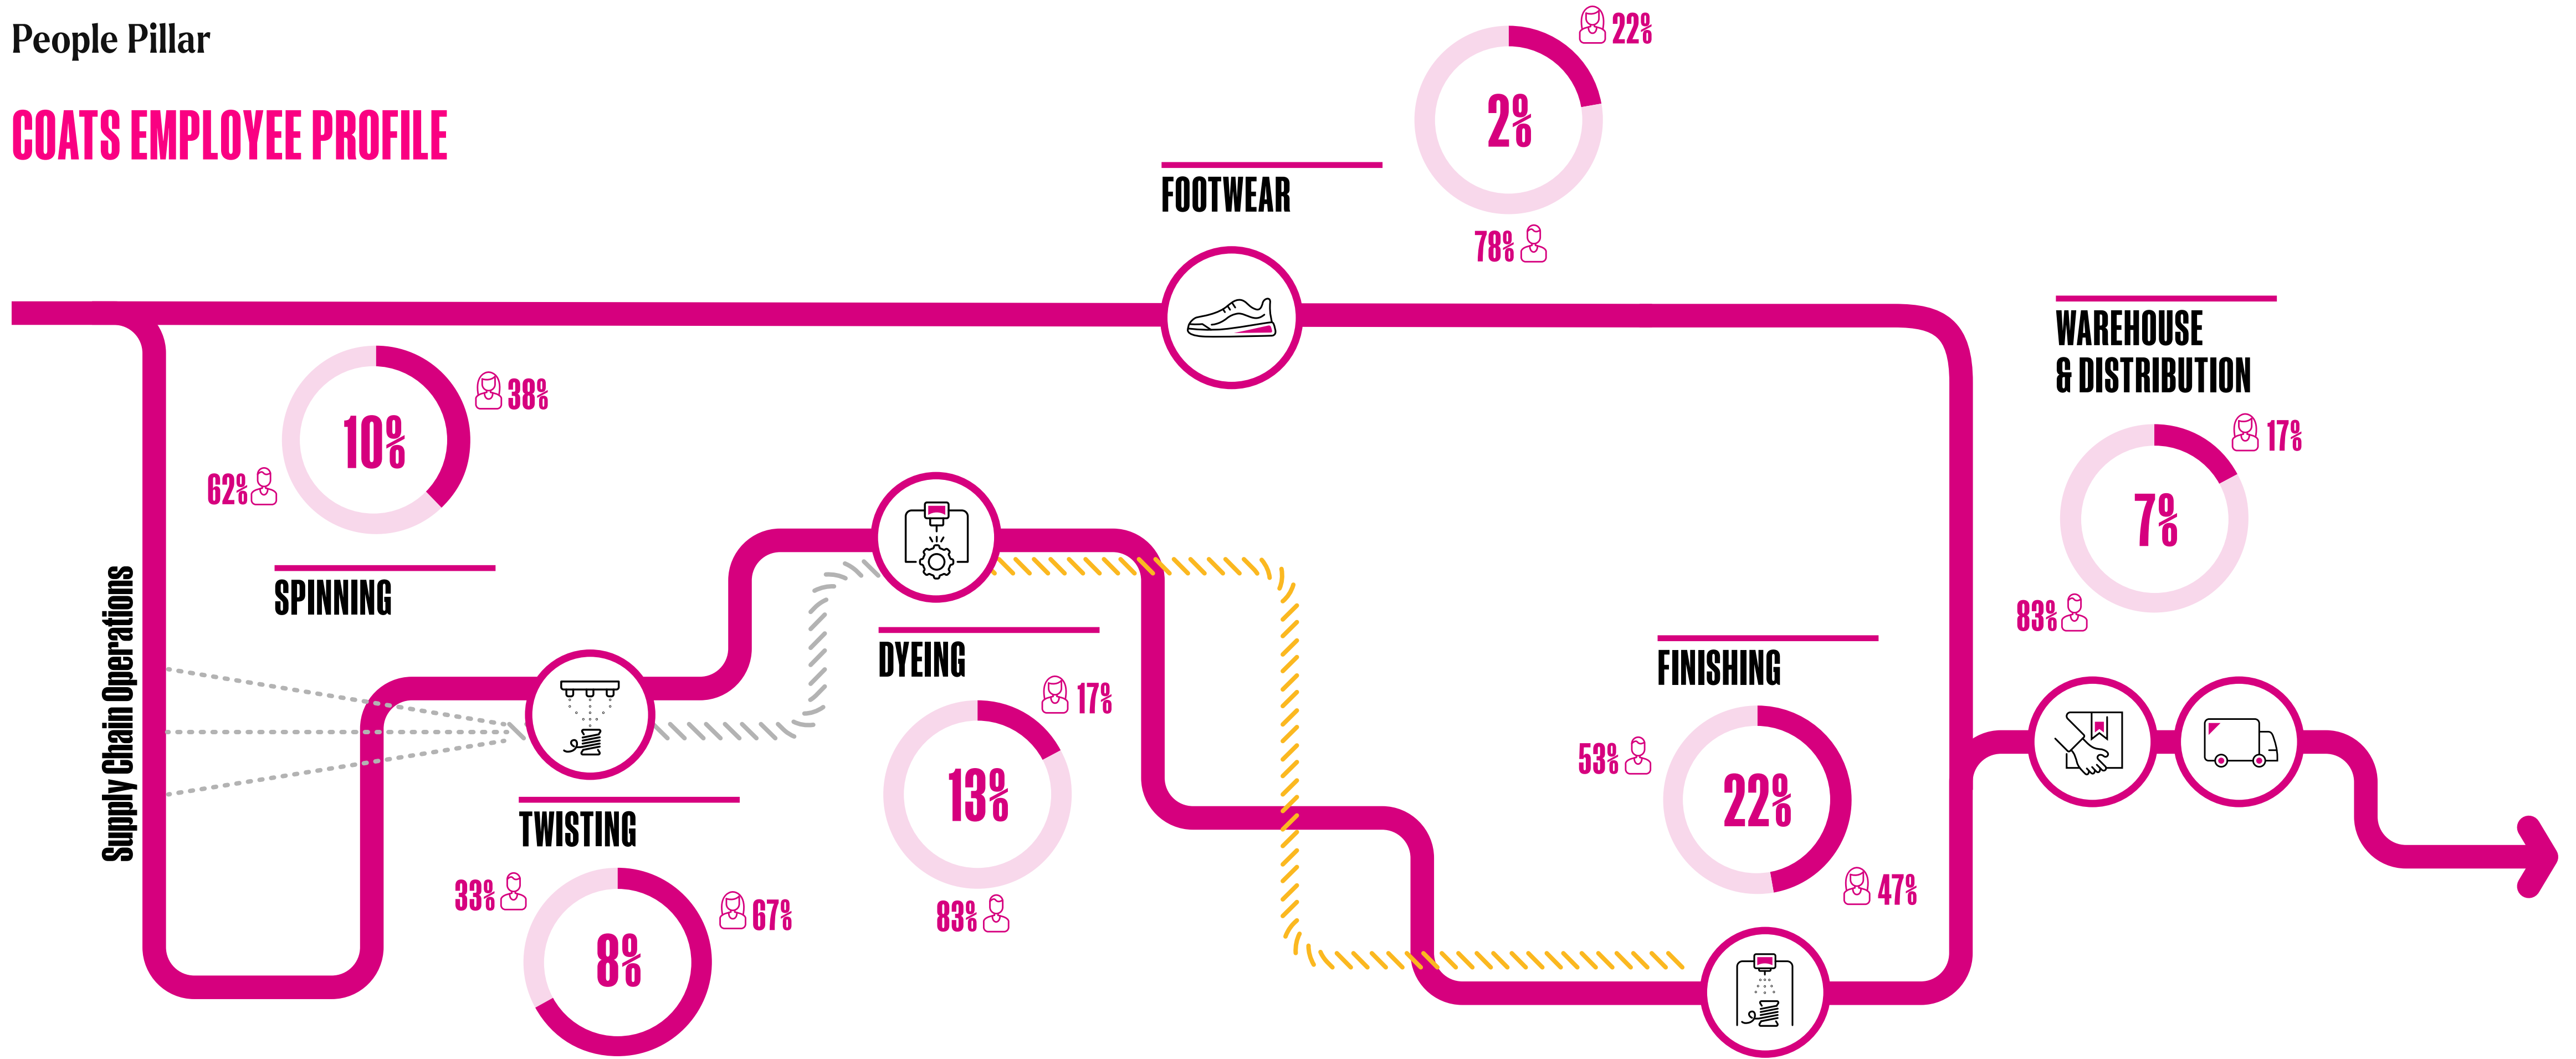 People Pillar
COATS EMPLOYEE PROFILE
22%
2%
78%
FOOTWEAR
38%
10%
62%
SPINNING
Supply Chain Operations
TWISTING
33%
67%
8%
DYEING
17%
13%
83%
FINISHING
53%
22%
47%
WAREHOUSE
& DISTRIBUTION
17%
7%
83%